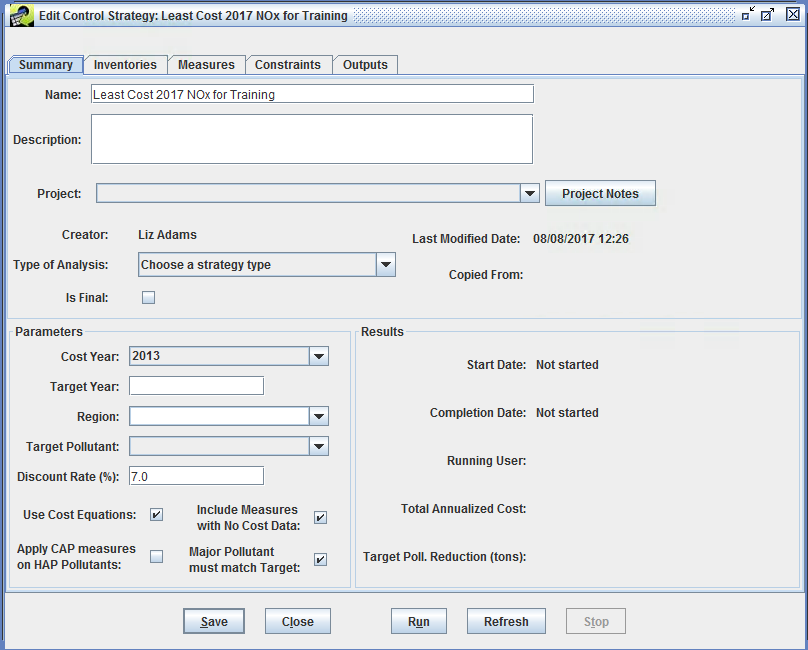 Edit Control Strategy: Least Cost 2017 NOx for Training
Summary Inventories Measures Constraints Outputs
Name: Least Cost 2017 NOx for Training
Description:
Project: Project Notes
Creator: Liz Adams
Last Modified Date: 08/08/2017 12:26
Type of Analysis: Choose a strategy type
Copied From:
Is Final:
Parameters
Cost Year: 2013
Target Year:
Region:
Target Pollutant:
Discount Rate (%): 7.0
Use Cost Equations:
Include Measures
with No Cost Data:
Apply CAP measures
on HAP Pollutants:
Major Pollutant
must match Target:
Results
Start Date: Not started
Completion Date: Not started
Running User:
Total Annualized Cost:
Target Poll. Reduction (tons):
Save Close Run Refresh Stop